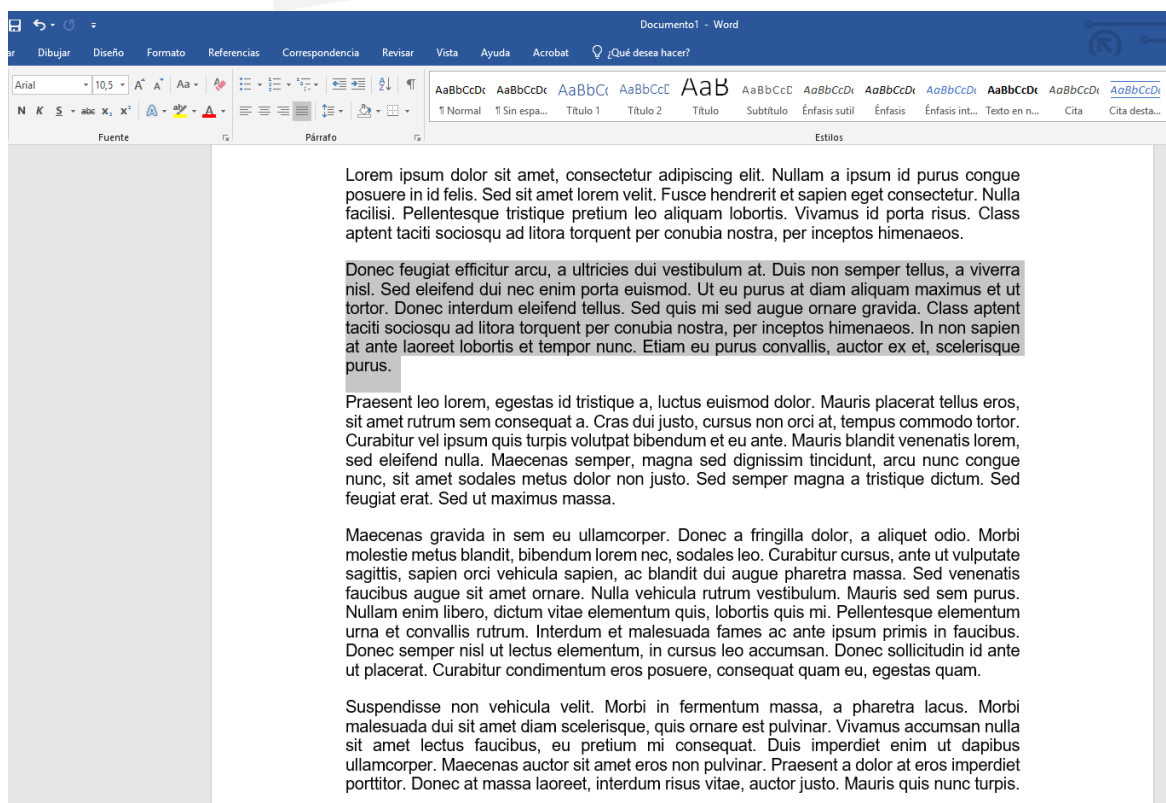 Documento1 - Word
ar Dibujar Diseño Formato Referencias Correspondencia Revisar Vista Ayuda Acrobat ¿Qué desea hacer?
Arial 10,5 A A Aa
AaBbCcDc AaBbCcDc AaBbC( AaBbCcE AaB AaBbCcE AaBbCcDt AaBbCcDt AaBbCcDt AaBbCcDc AaBbCcDt AaBbCcDt
N K S abc X₂ X² A aby A
¶ Normal ¶ Sin espa... Título 1 Título 2 Título Subtítulo Énfasis sutil Énfasis Énfasis int... Texto en n... Cita Cita desta...
Fuente Párrafo Estilos
Lorem ipsum dolor sit amet, consectetur adipiscing elit. Nullam a ipsum id purus congue
posuere in id felis. Sed sit amet lorem velit. Fusce hendrerit et sapien eget consectetur. Nulla
facilisi. Pellentesque tristique pretium leo aliquam lobortis. Vivamus id porta risus. Class
aptent taciti sociosqu ad litora torquent per conubia nostra, per inceptos himenaeos.
Donec feugiat efficitur arcu, a ultricies dui vestibulum at. Duis non semper tellus, a viverra
nisl. Sed eleifend dui nec enim porta euismod. Ut eu purus at diam aliquam maximus et ut
tortor. Donec interdum eleifend tellus. Sed quis mi sed augue ornare gravida. Class aptent
taciti sociosqu ad litora torquent per conubia nostra, per inceptos himenaeos. In non sapien
at ante laoreet lobortis et tempor nunc. Etiam eu purus convallis, auctor ex et, scelerisque
purus.
Praesent leo lorem, egestas id tristique a, luctus euismod dolor. Mauris placerat tellus eros,
sit amet rutrum sem consequat a. Cras dui justo, cursus non orci at, tempus commodo tortor.
Curabitur vel ipsum quis turpis volutpat bibendum et eu ante. Mauris blandit venenatis lorem,
sed eleifend nulla. Maecenas semper, magna sed dignissim tincidunt, arcu nunc congue
nunc, sit amet sodales metus dolor non justo. Sed semper magna a tristique dictum. Sed
feugiat erat. Sed ut maximus massa.
Maecenas gravida in sem eu ullamcorper. Donec a fringilla dolor, a aliquet odio. Morbi
molestie metus blandit, bibendum lorem nec, sodales leo. Curabitur cursus, ante ut vulputate
sagittis, sapien orci vehicula sapien, ac blandit dui augue pharetra massa. Sed venenatis
faucibus augue sit amet ornare. Nulla vehicula rutrum vestibulum. Mauris sed sem purus.
Nullam enim libero, dictum vitae elementum quis, lobortis quis mi. Pellentesque elementum
urna et convallis rutrum. Interdum et malesuada fames ac ante ipsum primis in faucibus.
Donec semper nisl ut lectus elementum, in cursus leo accumsan. Donec sollicitudin id ante
ut placerat. Curabitur condimentum eros posuere, consequat quam eu, egestas quam.
Suspendisse non vehicula velit. Morbi in fermentum massa, a pharetra lacus. Morbi
malesuada dui sit amet diam scelerisque, quis ornare est pulvinar. Vivamus accumsan nulla
sit amet lectus faucibus, eu pretium mi consequat. Duis imperdiet enim ut dapibus
ullamcorper. Maecenas auctor sit amet eros non pulvinar. Praesent a dolor at eros imperdiet
porttitor. Donec at massa laoreet, interdum risus vitae, auctor justo. Mauris quis nunc turpis.